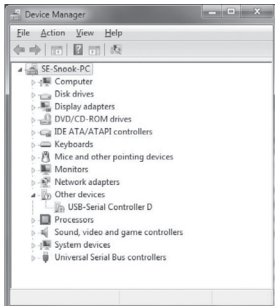 Device Manager
File Action View Help
SE-Snook-PC
Computer
Disk drives
Display adapters
DVD/CD-ROM drives
IDE ATA/ATAPI controllers
Keyboards
Mice and other pointing devices
Monitors
Network adapters
Other devices
USB-Serial Controller D
Processors
Sound, video and game controllers
System devices
Universal Serial Bus controllers